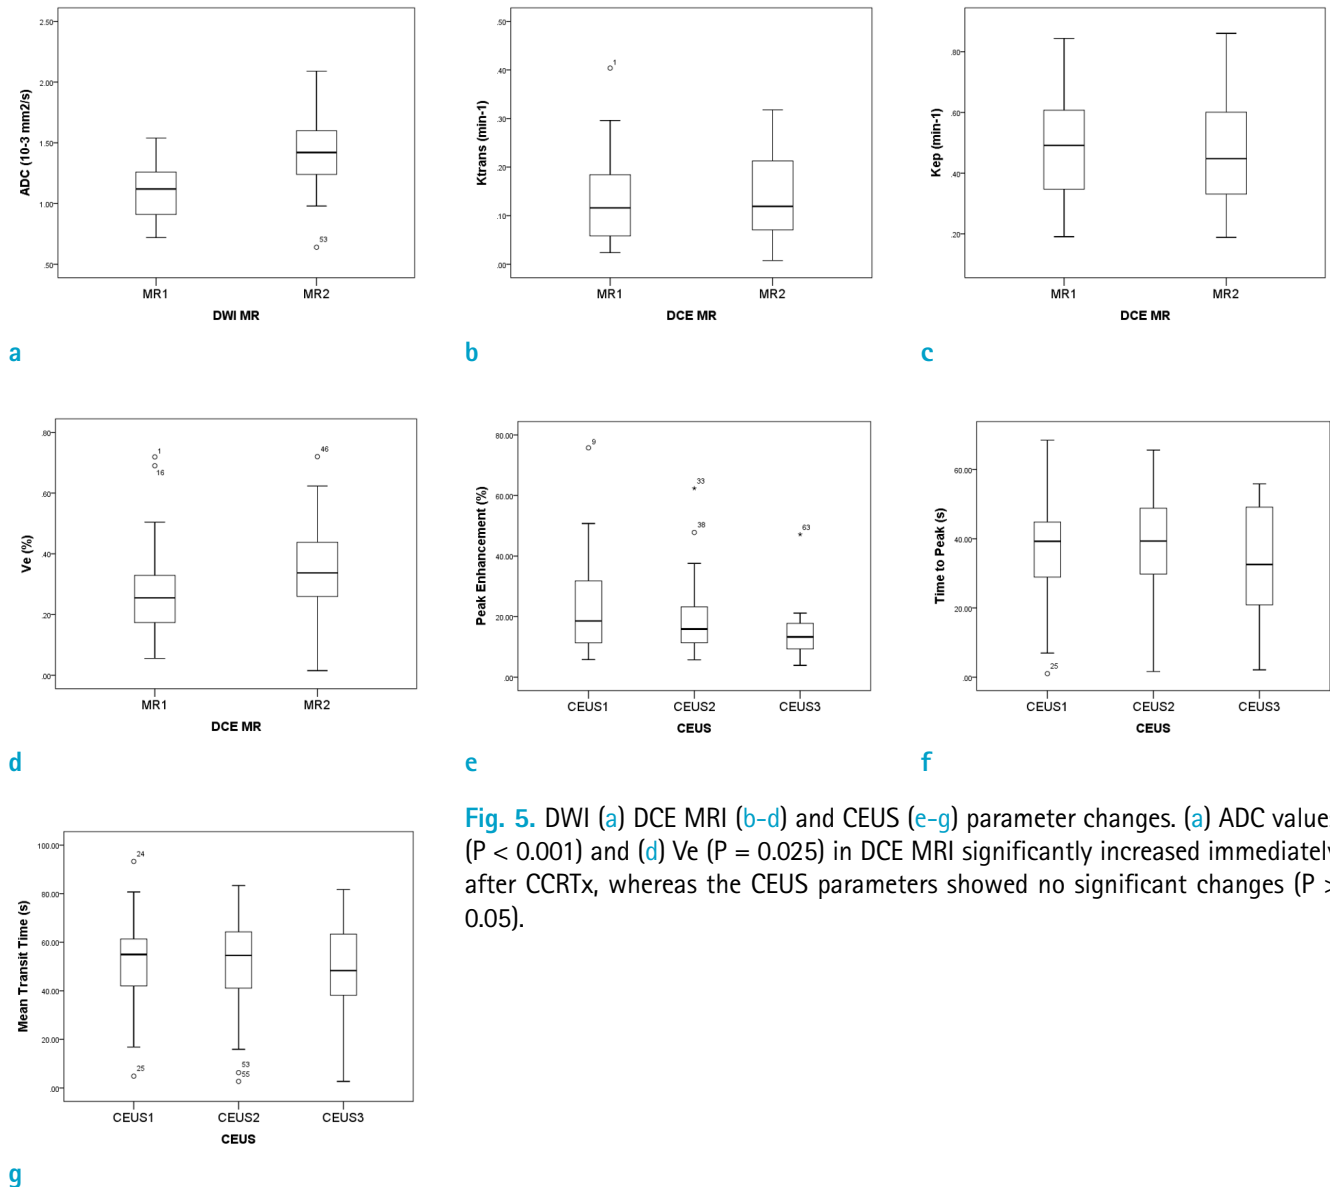 2.50
2.00
1.50
1.00
.50
ADC (10-3 mm2/s)
53
MR1 MR2
DWI MR
a
.50
.40
.30
.20
.10
.00
Ktrans (min-1)
1
MR1 MR2
DCE MR
b
.80
.60
.40
.20
Kep (min-1)
MR1 MR2
DCE MR
c
.80
.60
.40
.20
.00
Ve (%)
1
16
46
MR1 MR2
DCE MR
d
80.00
60.00
40.00
20.00
.00
Peak Enhancement (%)
9
33
38
63
CEUS1 CEUS2 CEUS3
CEUS
e
60.00
40.00
20.00
.00
Time to Peak (s)
25
CEUS1 CEUS2 CEUS3
CEUS
f
100.00
80.00
60.00
40.00
20.00
.00
Mean Transit Time (s)
24
25
53
55
CEUS1 CEUS2 CEUS3
CEUS
g
Fig. 5. DWI (a) DCE MRI (b-d) and CEUS (e-g) parameter changes. (a) ADC value
(P < 0.001) and (d) Ve (P = 0.025) in DCE MRI significantly increased immediately
after CCRTx, whereas the CEUS parameters showed no significant changes (P >
0.05).